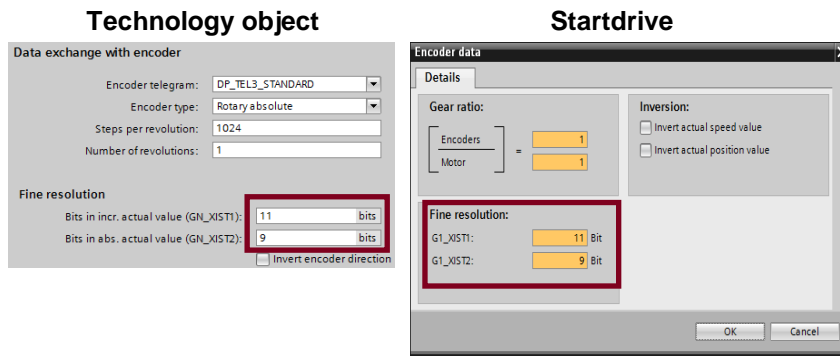 Technology object
Startdrive
Data exchange with encoder
Encoder telegram: DP_TEL3_STANDARD
Encoder type: Rotary absolute
Steps per revolution: 1024
Number of revolutions: 1
Fine resolution
Bits in incr. actual value (GN_XIST1): 11 bits
Bits in abs. actual value (GN_XIST2): 9 bits
Invert encoder direction
Encoder data
Details
Gear ratio:
Encoders
Motor
=
1
1
Inversion:
Invert actual speed value
Invert actual position value
Fine resolution:
G1_XIST1: 11 Bit
G1_XIST2: 9 Bit
OK Cancel